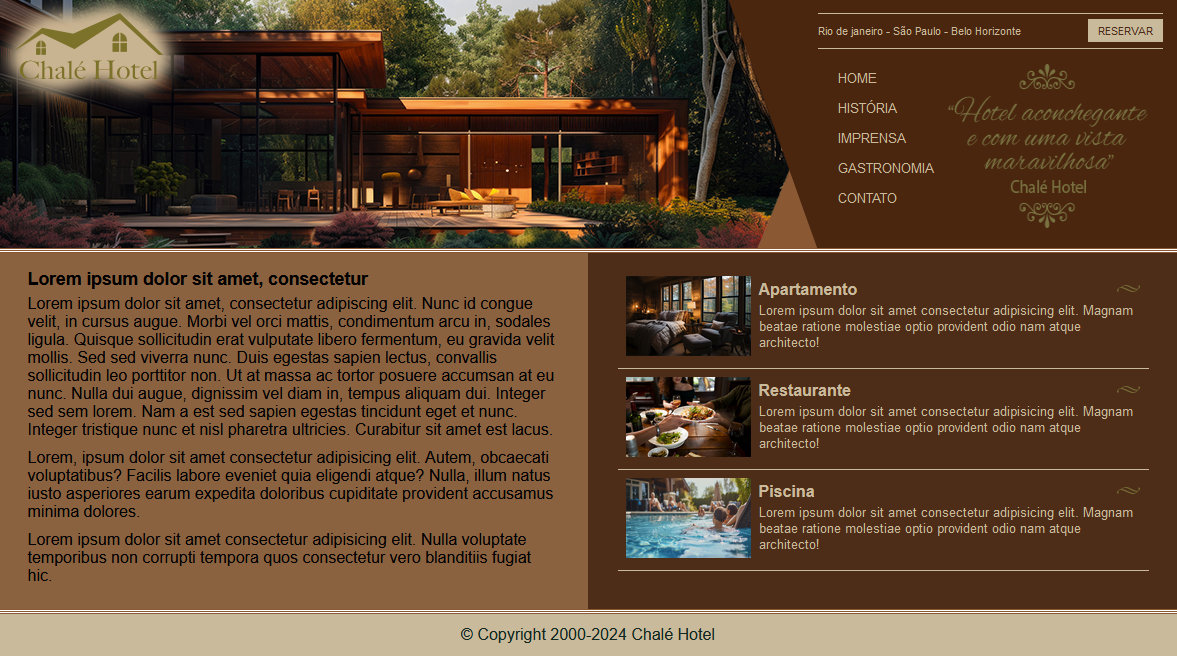 Chalé Hotel
Rio de janeiro - São Paulo - Belo Horizonte
RESERVAR
HOME
HISTÓRIA
IMPRENSA
GASTRONOMIA
CONTATO
“Hotel aconchegante
e com uma vista
maravilhosa”
Chalé Hotel
Lorem ipsum dolor sit amet, consectetur
Lorem ipsum dolor sit amet, consectetur adipiscing elit. Nunc id congue
velit, in cursus augue. Morbi vel orci mattis, condimentum arcu in, sodales
ligula. Quisque sollicitudin erat vulputate libero fermentum, eu gravida velit
mollis. Sed sed viverra nunc. Duis egestas sapien lectus, convallis
sollicitudin leo porttitor non. Ut at massa ac tortor posuere accumsan at eu
nunc. Nulla dui augue, dignissim vel diam in, tempus aliquam dui. Integer
sed sem lorem. Nam a est sed sapien egestas tincidunt eget et nunc.
Integer tristique nunc et nisl pharetra ultricies. Curabitur sit amet est lacus.
Lorem, ipsum dolor sit amet consectetur adipisicing elit. Autem, obcaecati
voluptatibus? Facilis labore eveniet quia eligendi atque? Nulla, illum natus
iusto asperiores earum expedita doloribus cupiditate provident accusamus
minima dolores.
Lorem ipsum dolor sit amet consectetur adipisicing elit. Nulla voluptate
temporibus non corrupti tempora quos consectetur vero blanditiis fugiat
hic.
Apartamento
Lorem ipsum dolor sit amet consectetur adipisicing elit. Magnam
beatae ratione molestiae optio provident odio nam atque
architecto!
Restaurante
Lorem ipsum dolor sit amet consectetur adipisicing elit. Magnam
beatae ratione molestiae optio provident odio nam atque
architecto!
Piscina
Lorem ipsum dolor sit amet consectetur adipisicing elit. Magnam
beatae ratione molestiae optio provident odio nam atque
architecto!
© Copyright 2000-2024 Chalé Hotel